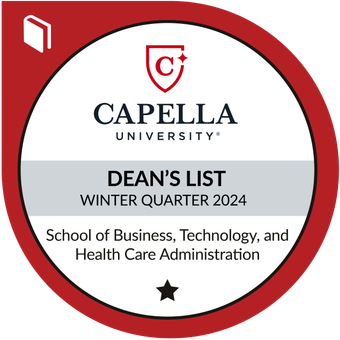 C
CAPELLA
UNIVERSITY®
DEAN'S LIST
WINTER QUARTER 2024
School of Business, Technology, and
Health Care Administration